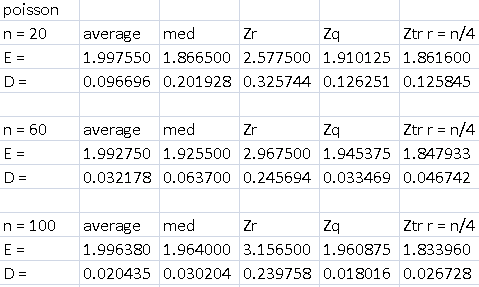 poisson
n = 20 average med Zr Zq Ztr r = n/4
E = 1.997550 1.866500 2.577500 1.910125 1.861600
D = 0.096696 0.201928 0.325744 0.126251 0.125845
n = 60 average med Zr Zq Ztr r = n/4
E = 1.992750 1.925500 2.967500 1.945375 1.847933
D = 0.032178 0.063700 0.245694 0.033469 0.046742
n = 100 average med Zr Zq Ztr r = n/4
E = 1.996380 1.964000 3.156500 1.960875 1.833960
D = 0.020435 0.030204 0.239758 0.018016 0.026728